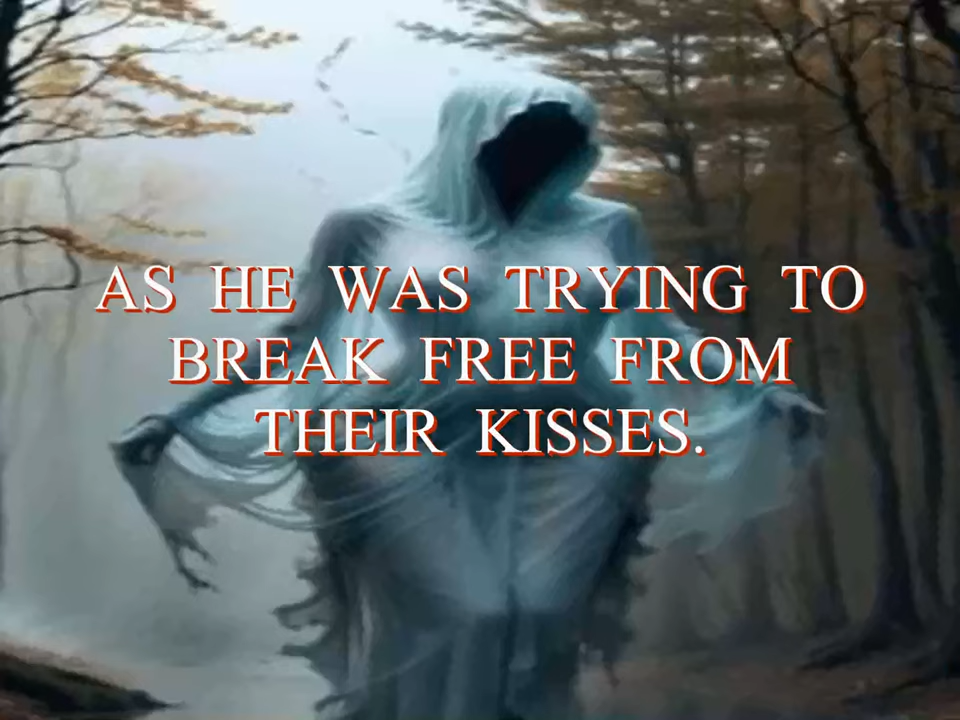 AS HE WAS TRYING TO
BREAK FREE FROM
THEIR KISSES.